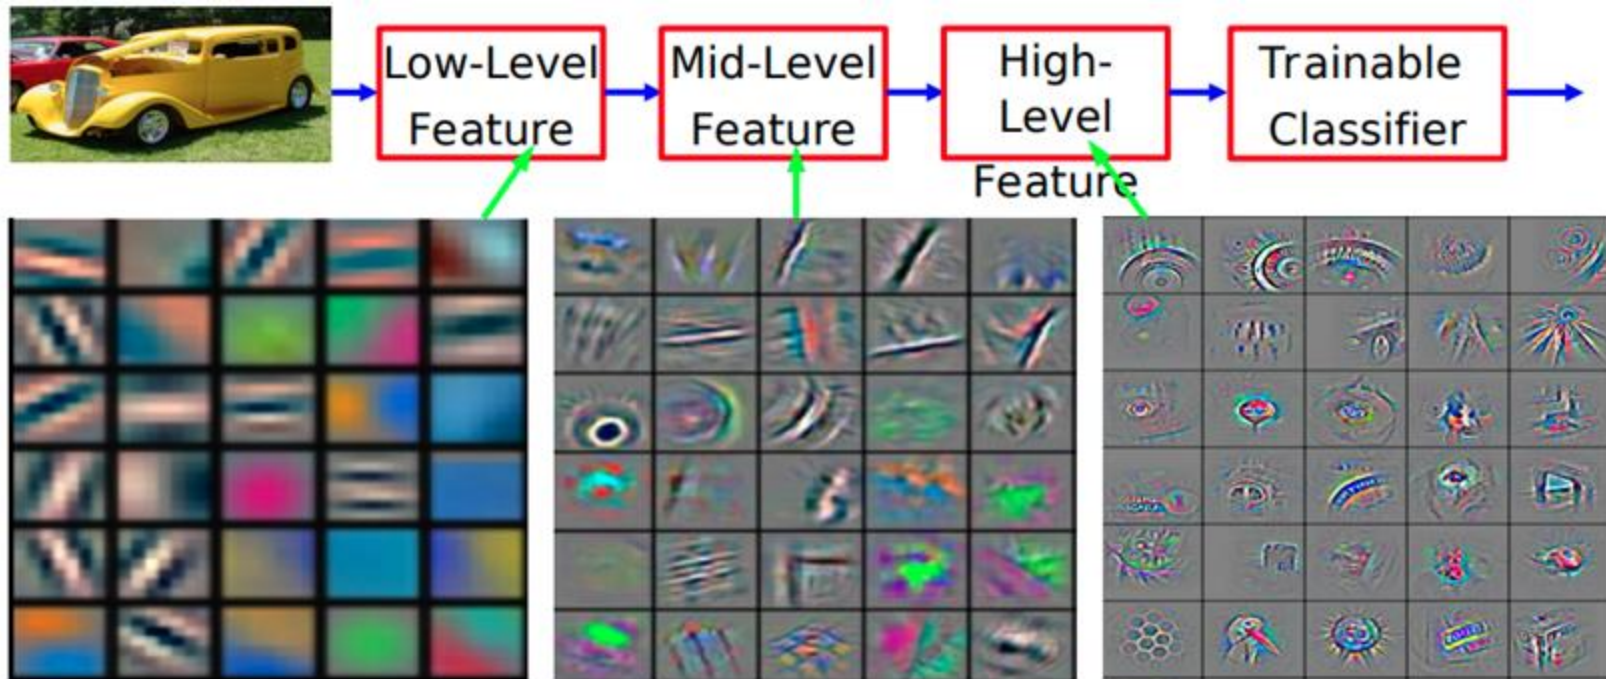 Low-Level
Feature
Mid-Level
Feature
High-
Level
Feature
Trainable
Classifier